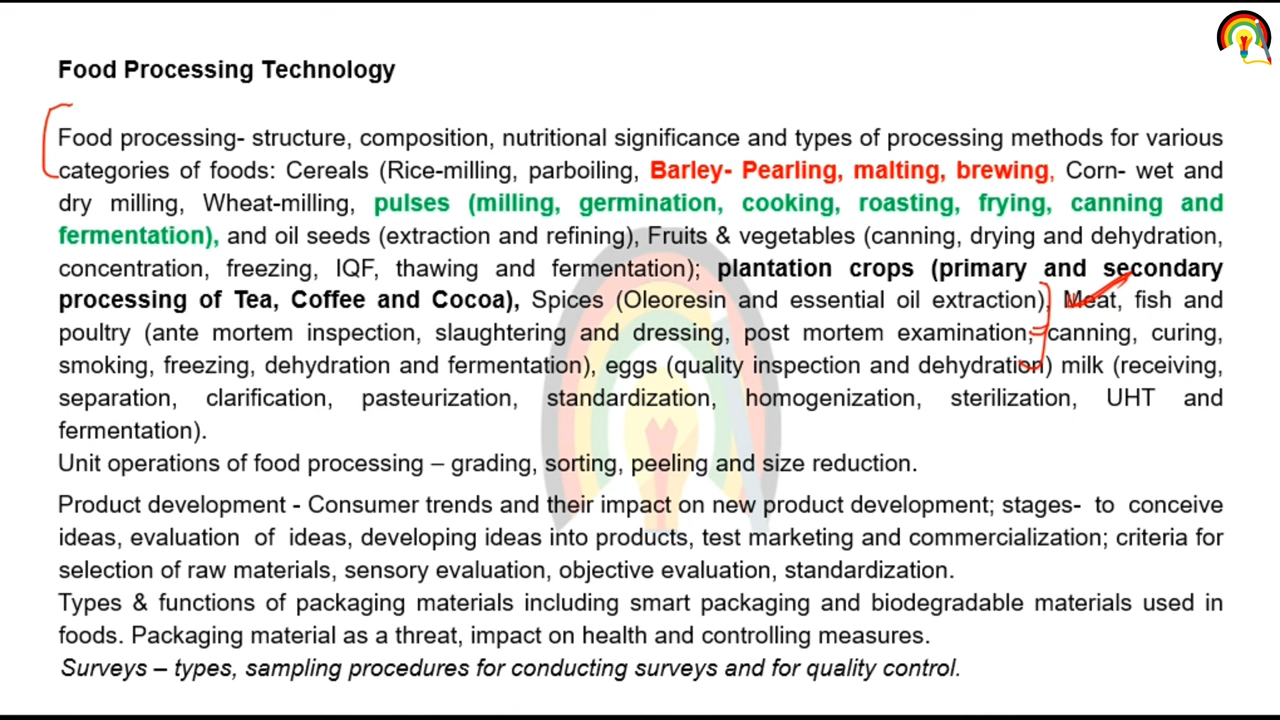 Food Processing Technology
Food processing- structure, composition, nutritional significance and types of processing methods for various
categories of foods: Cereals (Rice-milling, parboiling, Barley- Pearling, malting, brewing, Corn- wet and
dry milling, Wheat-milling, pulses (milling, germination, cooking, roasting, frying, canning and
fermentation), and oil seeds (extraction and refining), Fruits & vegetables (canning, drying and dehydration,
concentration, freezing, IQF, thawing and fermentation); plantation crops (primary and secondary
processing of Tea, Coffee and Cocoa), Spices (Oleoresin and essential oil extraction), Meat, fish and
poultry (ante mortem inspection, slaughtering and dressing, post mortem examination; canning, curing,
smoking, freezing, dehydration and fermentation), eggs (quality inspection and dehydration) milk (receiving,
separation, clarification, pasteurization, standardization, homogenization, sterilization, UHT and
fermentation).
Unit operations of food processing – grading, sorting, peeling and size reduction.
Product development - Consumer trends and their impact on new product development; stages- to conceive
ideas, evaluation of ideas, developing ideas into products, test marketing and commercialization; criteria for
selection of raw materials, sensory evaluation, objective evaluation, standardization.
Types & functions of packaging materials including smart packaging and biodegradable materials used in
foods. Packaging material as a threat, impact on health and controlling measures.
Surveys – types, sampling procedures for conducting surveys and for quality control.